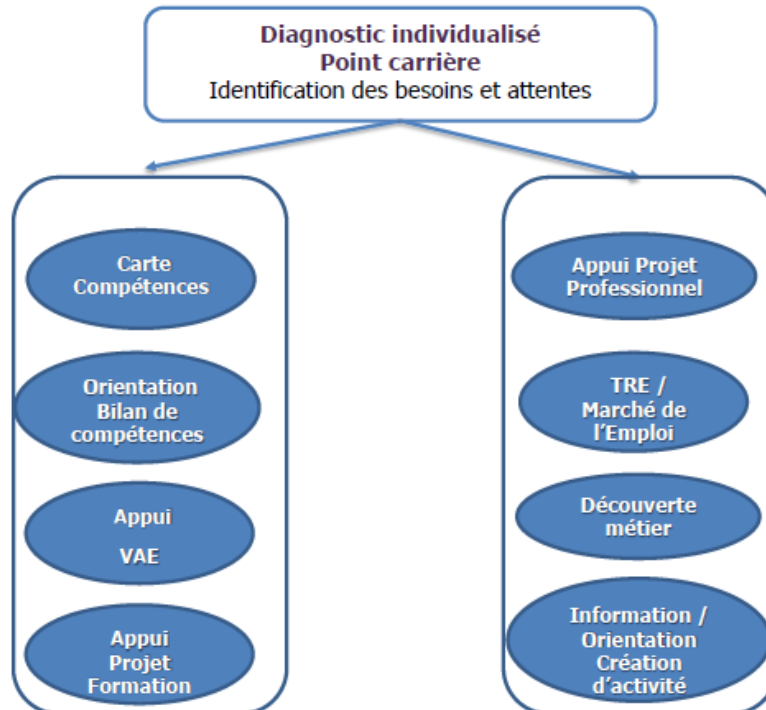 Diagnostic individualisé
Point carrière
Identification des besoins et attentes
Carte
Compétences
Orientation
Bilan de
compétences
Appui
VAE
Appui
Projet
Formation
Appui Projet
Professionnel
TRE /
Marché de
l'Emploi
Découverte
métier
Information /
Orientation
Création
d'activité